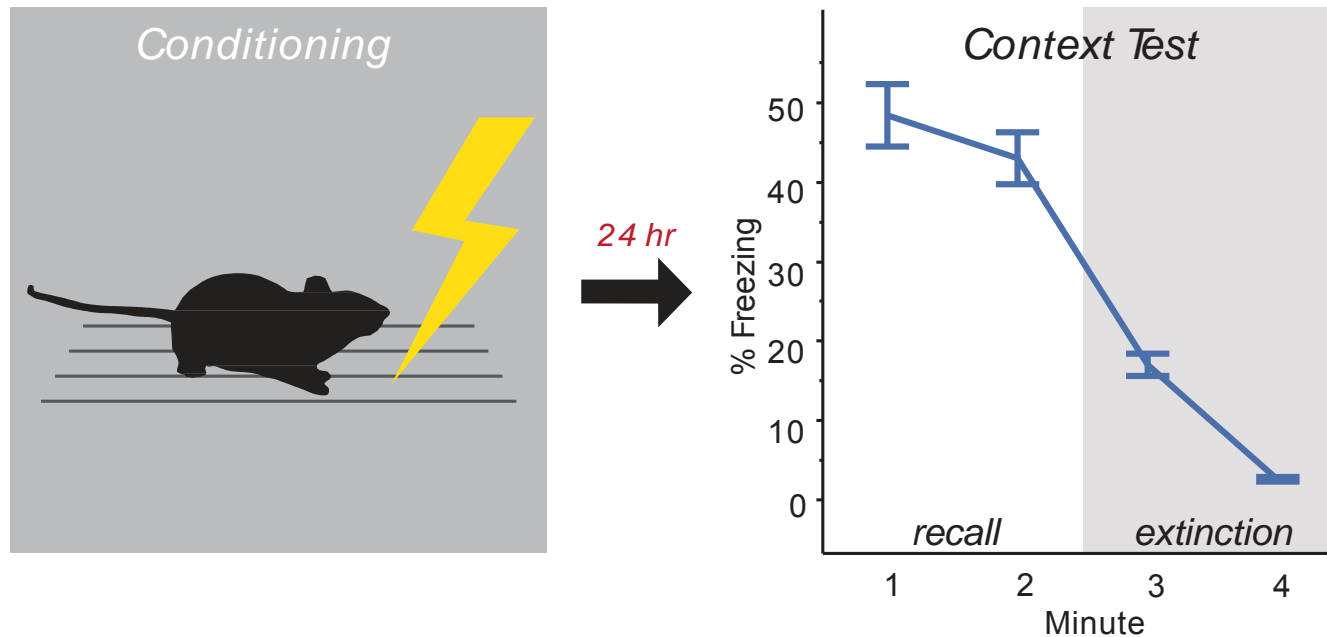 Conditioning
24 hr
Context Test
% Freezing
50
40
30
20
10
0
recall
extinction
1 2 3 4
Minute